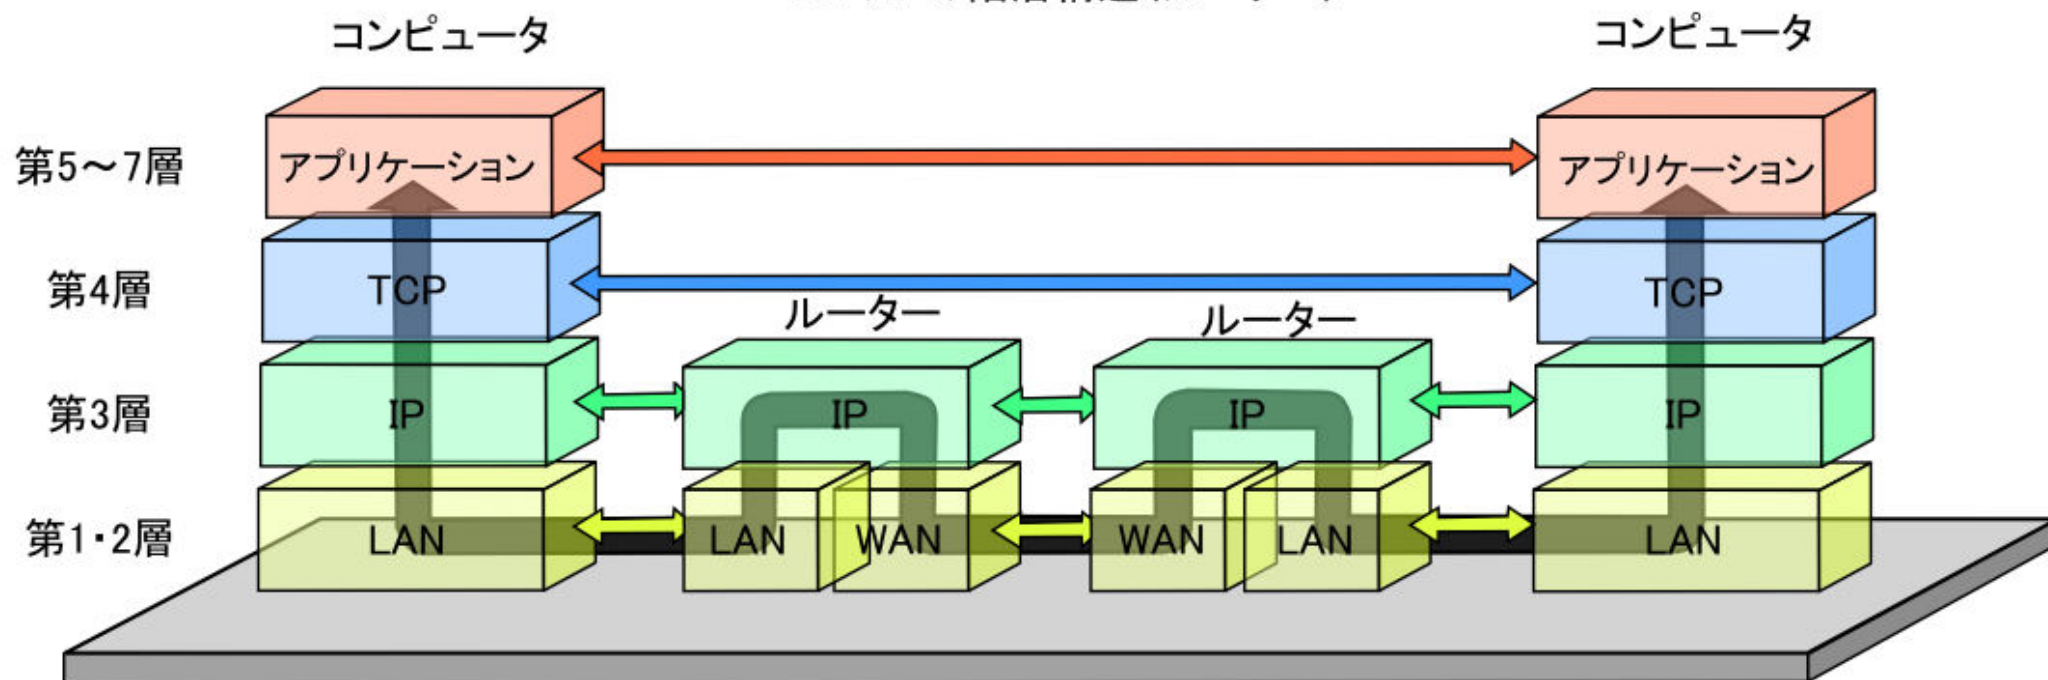 コンピュータ
コンピュータ
第5～7層
アプリケーション
アプリケーション
第4層
TCP
TCP
ルーター
ルーター
第3層
IP
IP
IP
IP
第1・2層
LAN
LAN
WAN
WAN
LAN
LAN